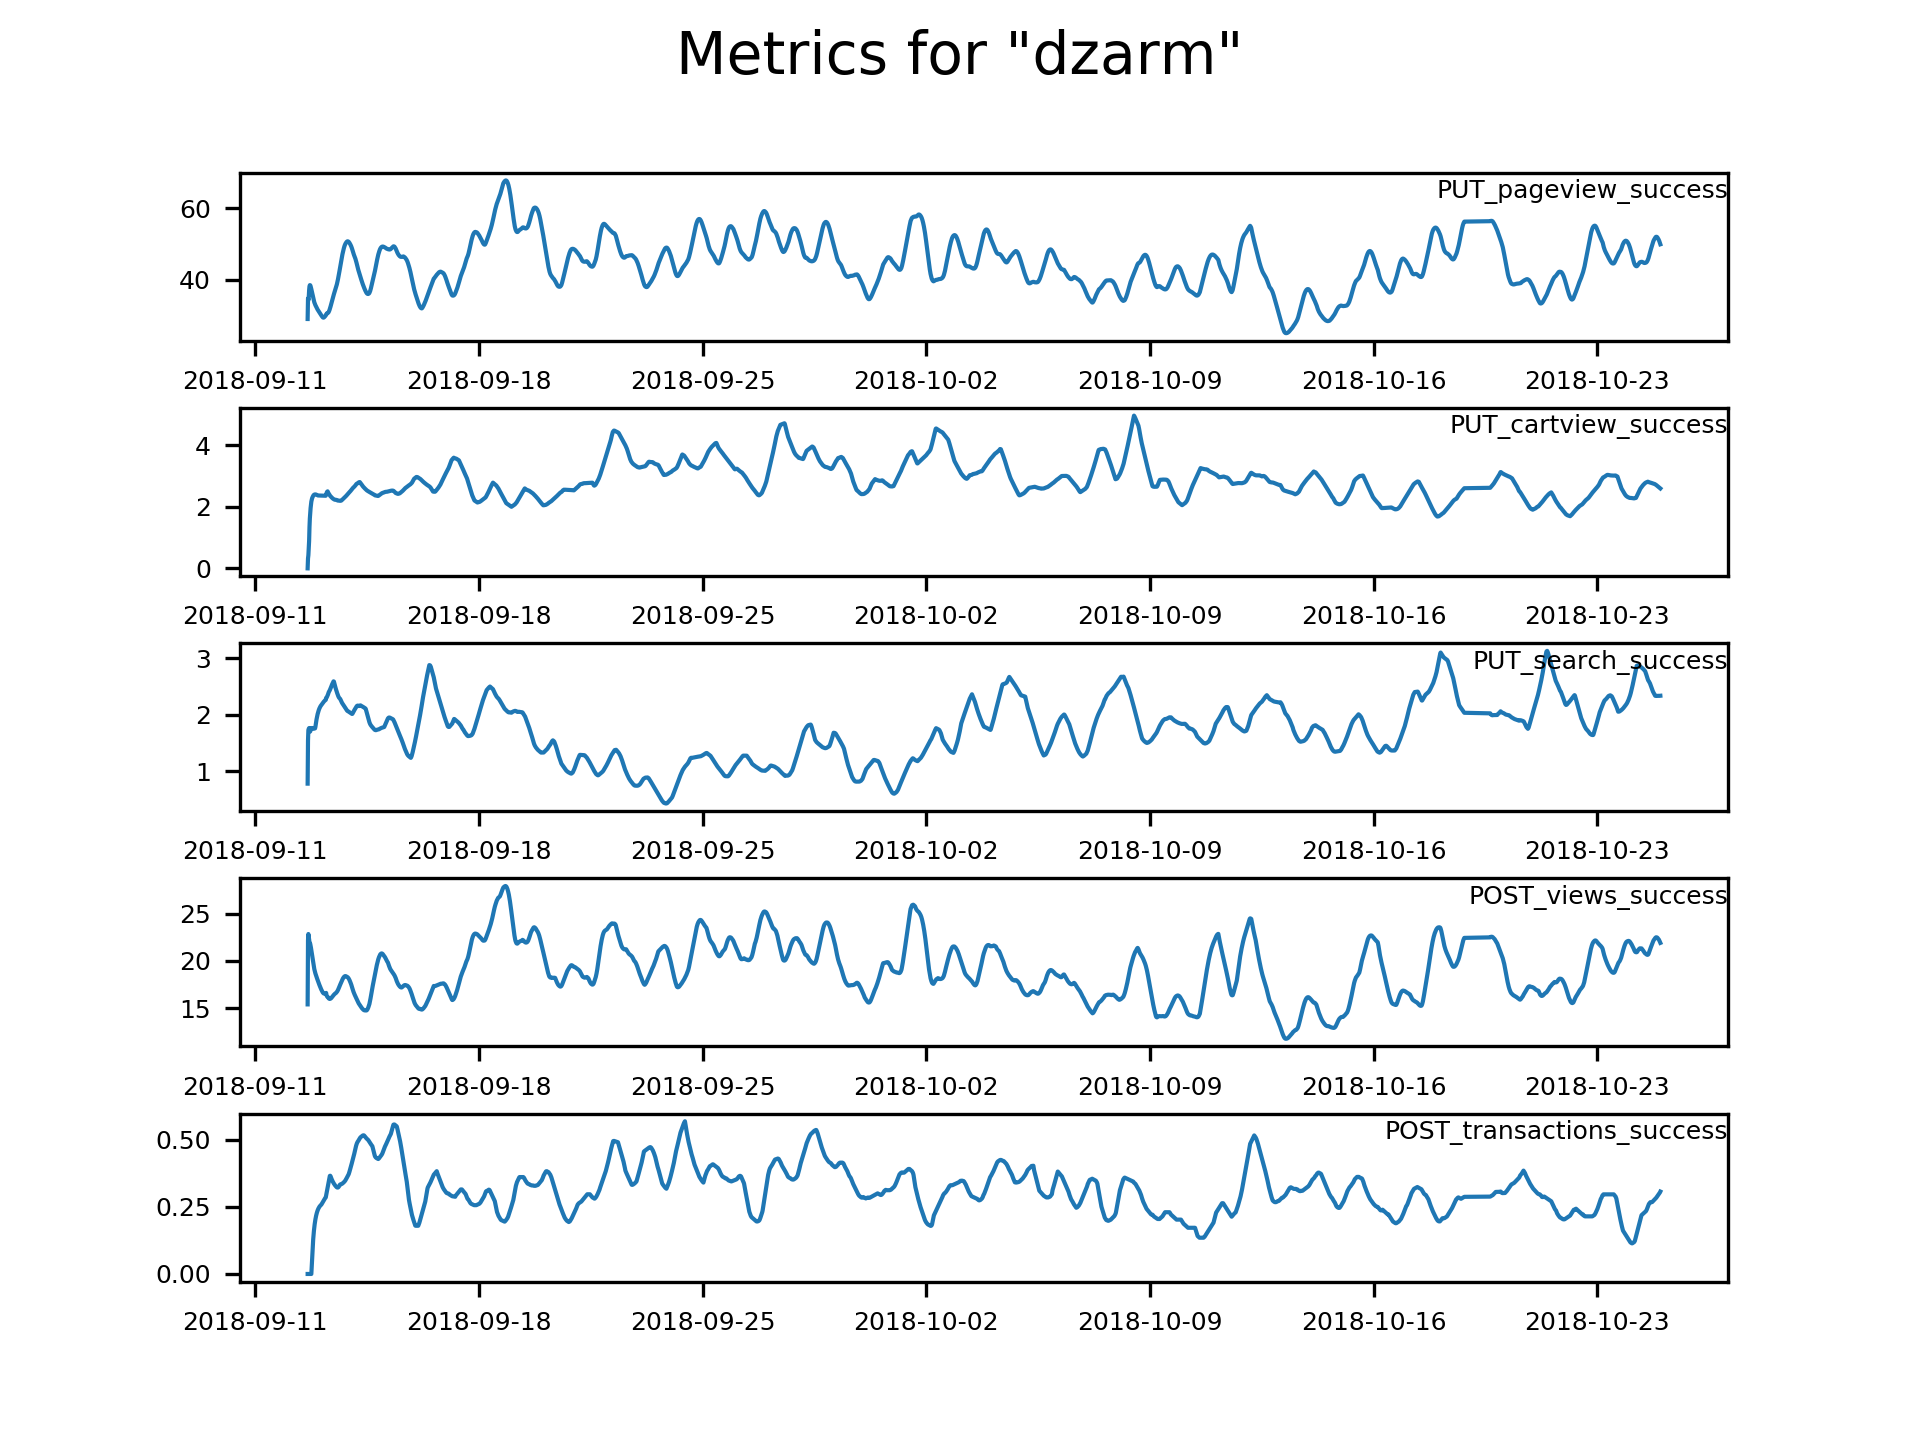 Metrics for "dzarm"
PUT_pageview_success
60
40
2018-09-11 2018-09-18 2018-09-25 2018-10-02 2018-10-09 2018-10-16 2018-10-23
PUT_cartview_success
4
2
0
2018-09-11 2018-09-18 2018-09-25 2018-10-02 2018-10-09 2018-10-16 2018-10-23
PUT_search_success
3
2
1
2018-09-11 2018-09-18 2018-09-25 2018-10-02 2018-10-09 2018-10-16 2018-10-23
POST_views_success
25
20
15
2018-09-11 2018-09-18 2018-09-25 2018-10-02 2018-10-09 2018-10-16 2018-10-23
POST_transactions_success
0.50
0.25
0.00
2018-09-11 2018-09-18 2018-09-25 2018-10-02 2018-10-09 2018-10-16 2018-10-23